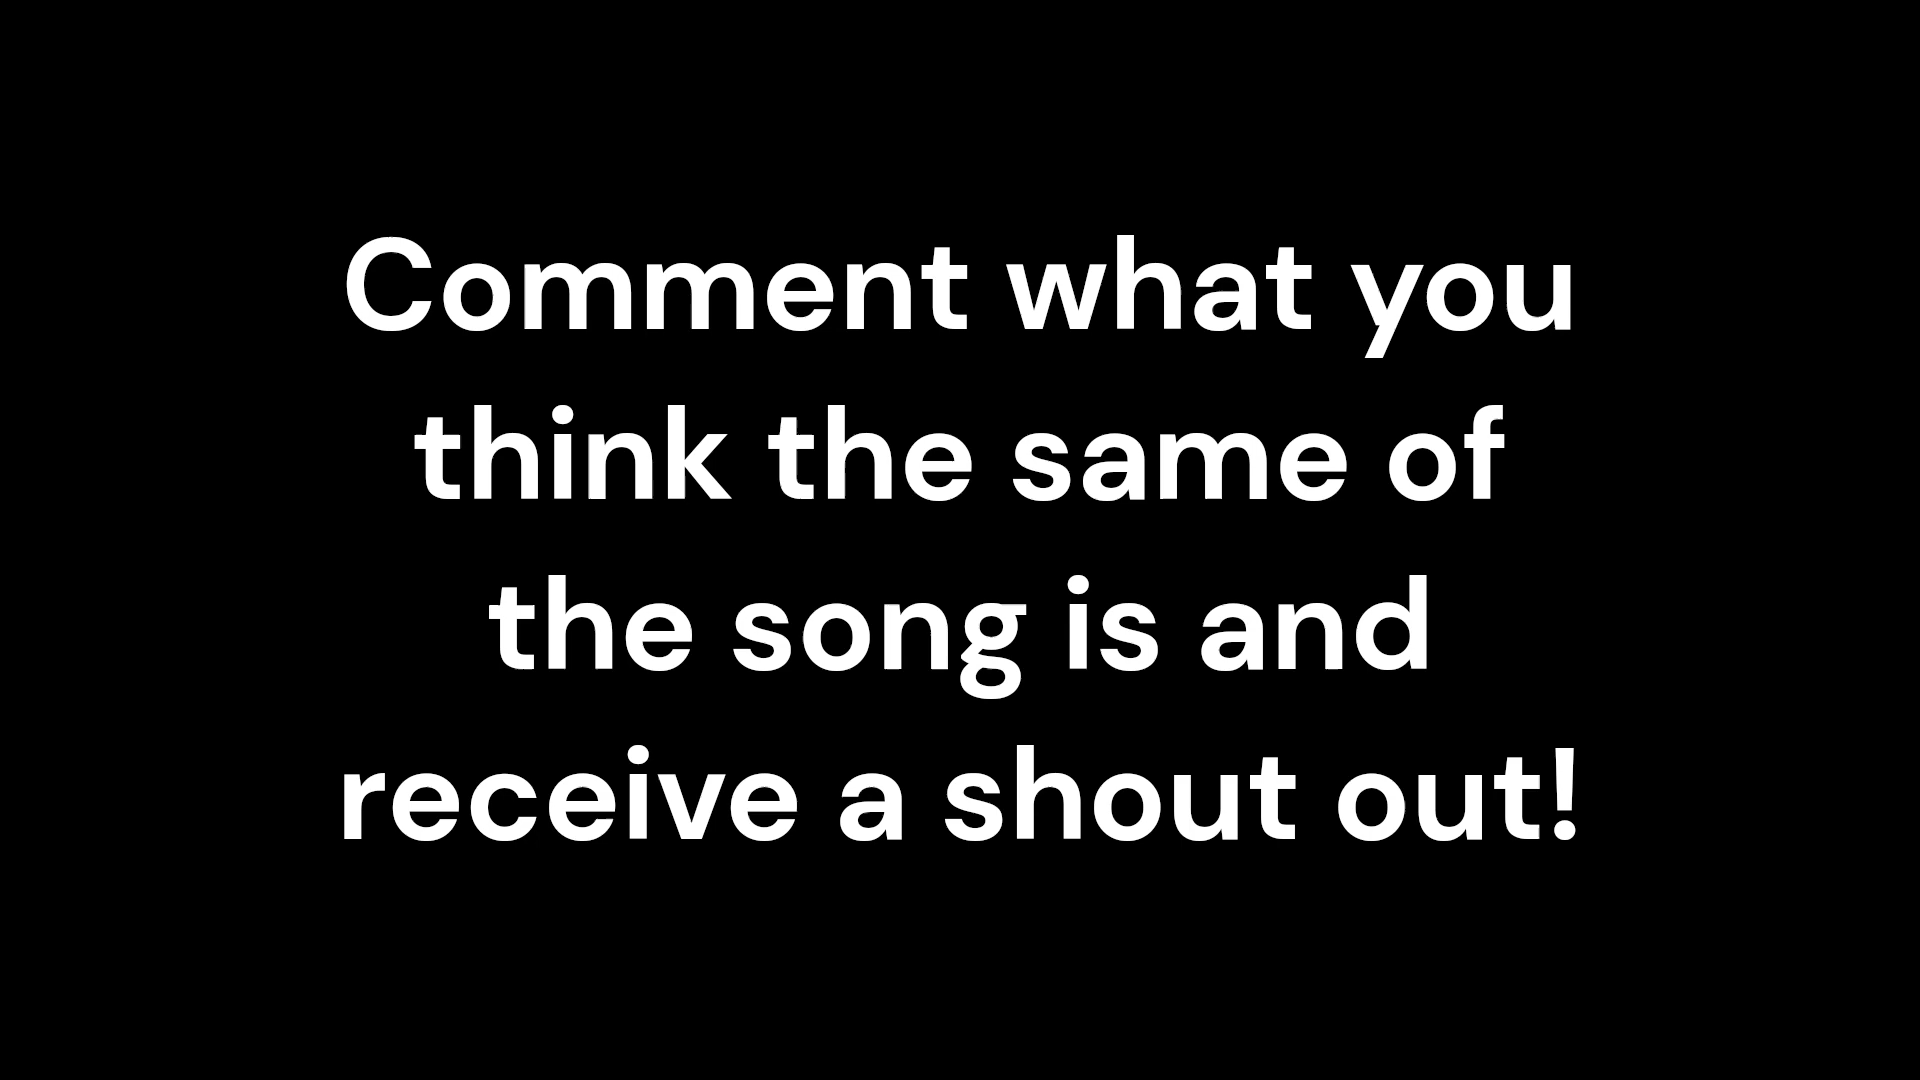 Comment what you
think the same of
the song is and
receive a shout out!